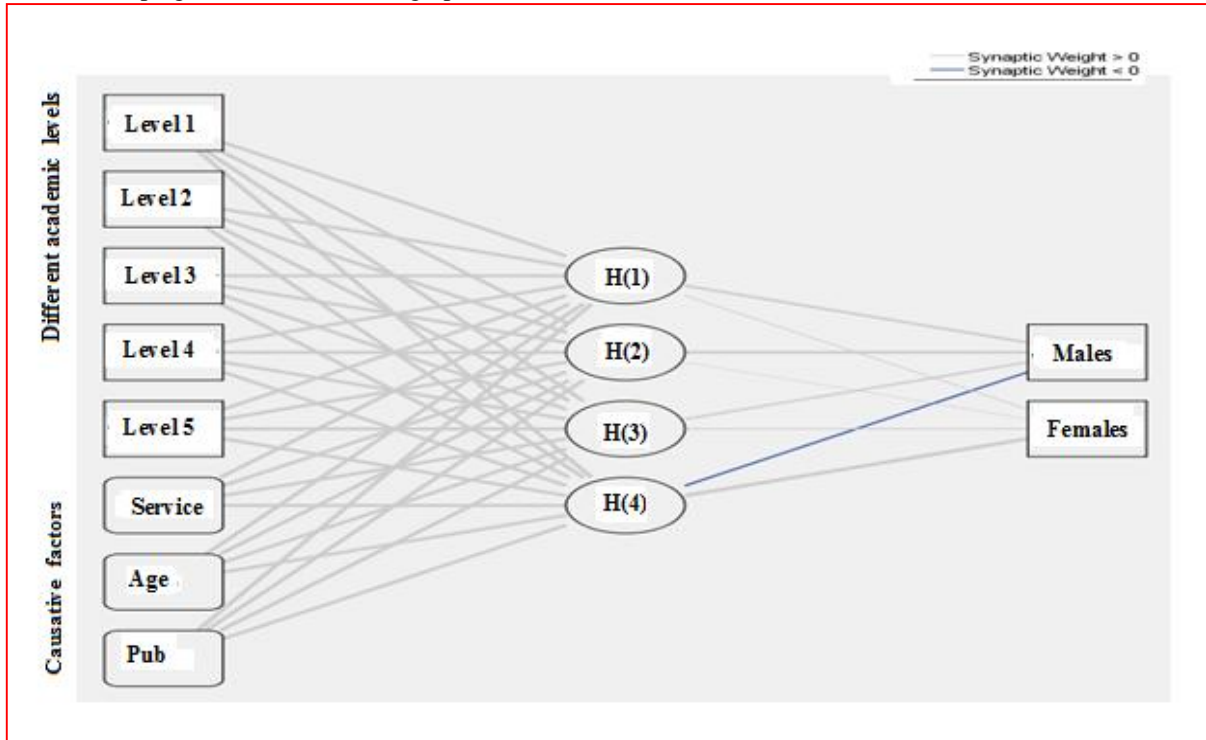 Synaptic Weight > 0
Synaptic Weight < 0
Different academic levels
Level 1
Level 2
Level 3
Level 4
Level 5
Causative factors
Service
Age
Pub
H(1)
H(2)
H(3)
H(4)
Males
Females